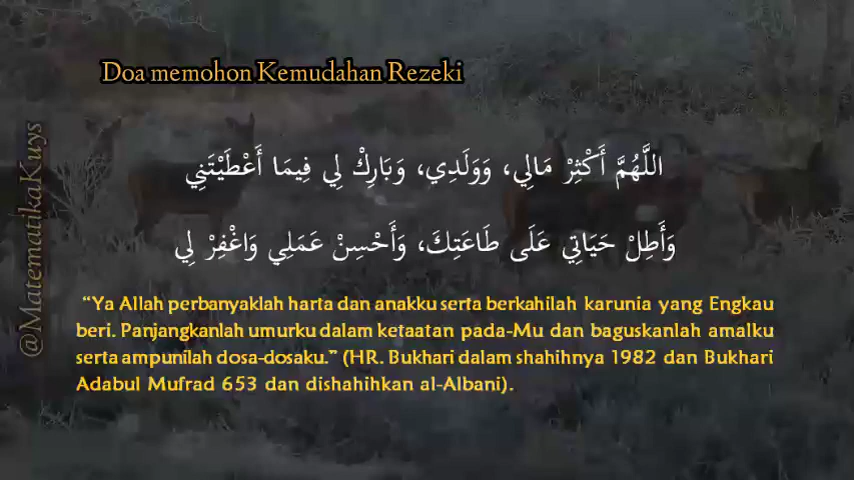 Doa memohon Kemudahan Rezeki
اللَّهُمَّ أَكْثِرْ مَالِي، وَوَلَدِي، وَبَارِكْ لِي فِيمَا أَعْطَيْتَنِي
وَأَطِلْ حَيَاتِي عَلَى طَاعَتِكَ، وَأَحْسِنْ عَمَلِي وَاغْفِرْ لِي
“Ya Allah perbanyaklah harta dan anakku serta berkahilah karunia yang Engkau
beri. Panjangkanlah umurku dalam ketaatan pada-Mu dan baguskanlah amalku
serta ampunilah dosa-dosaku.” (HR. Bukhari dalam shahihnya 1982 dan Bukhari
Adabul Mufrad 653 dan dishahihkan al-Albani).
@MatematikaKuys